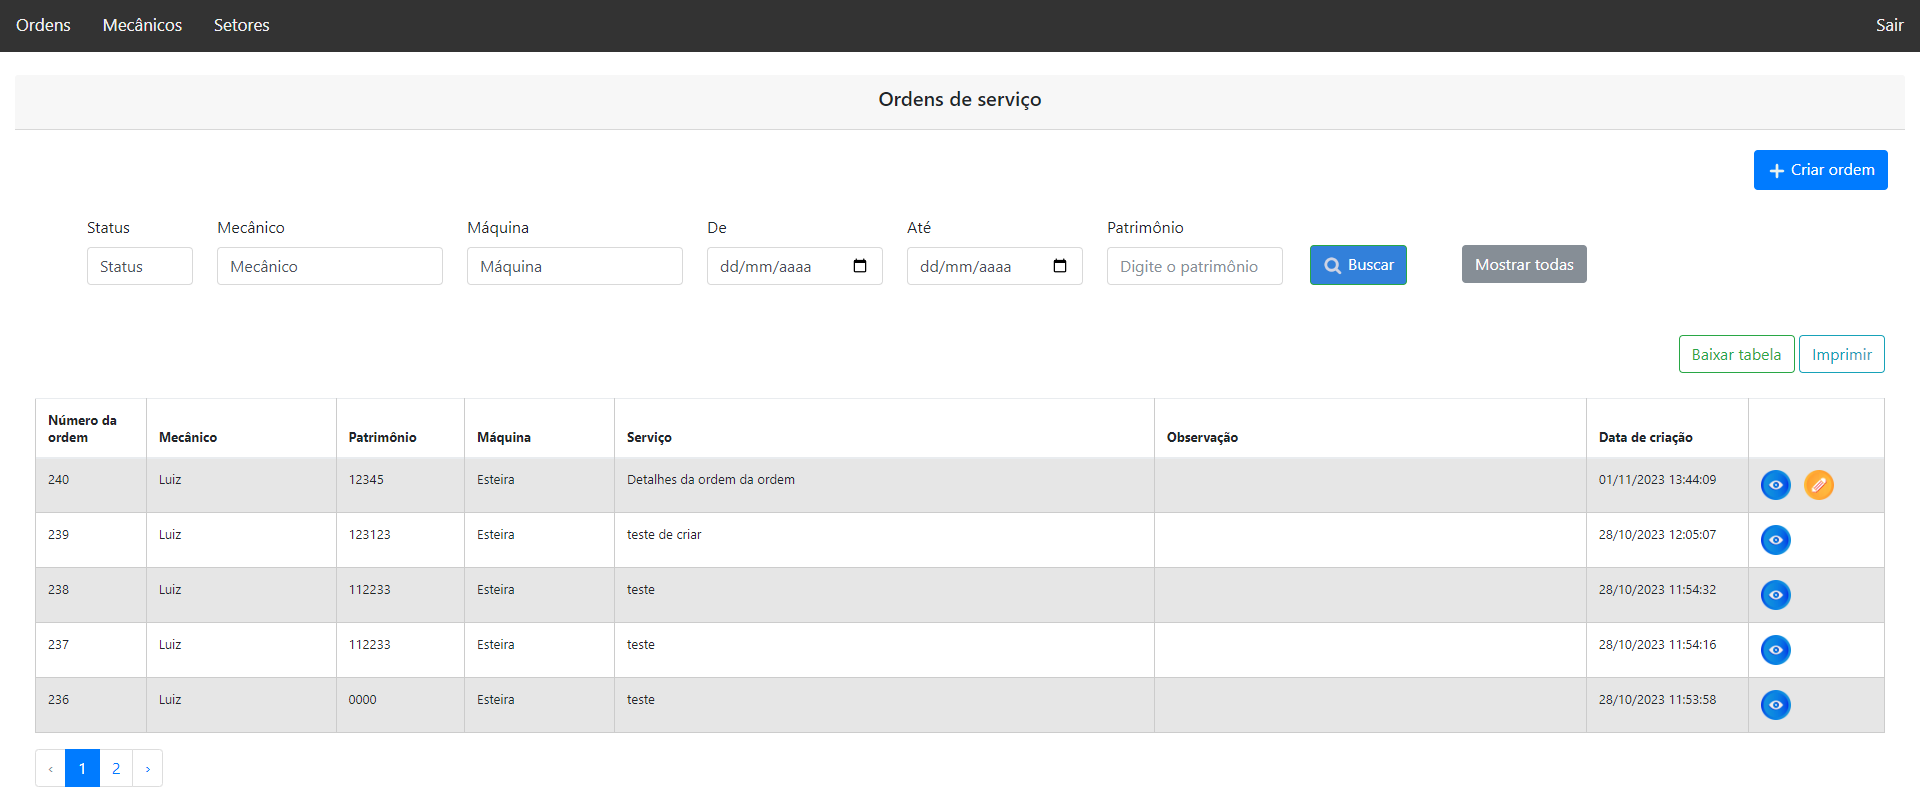 Ordens Mecânicos Setores Sair
Ordens de serviço
Criar ordem
Status Mecânico Máquina De Até Patrimônio
Status Mecânico Máquina dd/mm/aaaa dd/mm/aaaa Digite o patrimônio Buscar Mostrar todas
Baixar tabela Imprimir
Número da ordem Mecânico Patrimônio Máquina Serviço Observação Data de criação
240 Luiz 12345 Esteira Detalhes da ordem da ordem 01/11/2023 13:44:09
239 Luiz 123123 Esteira teste de criar 28/10/2023 12:05:07
238 Luiz 112233 Esteira teste 28/10/2023 11:54:32
237 Luiz 112233 Esteira teste 28/10/2023 11:54:16
236 Luiz 0000 Esteira teste 28/10/2023 11:53:58
‹ 1 2 ›